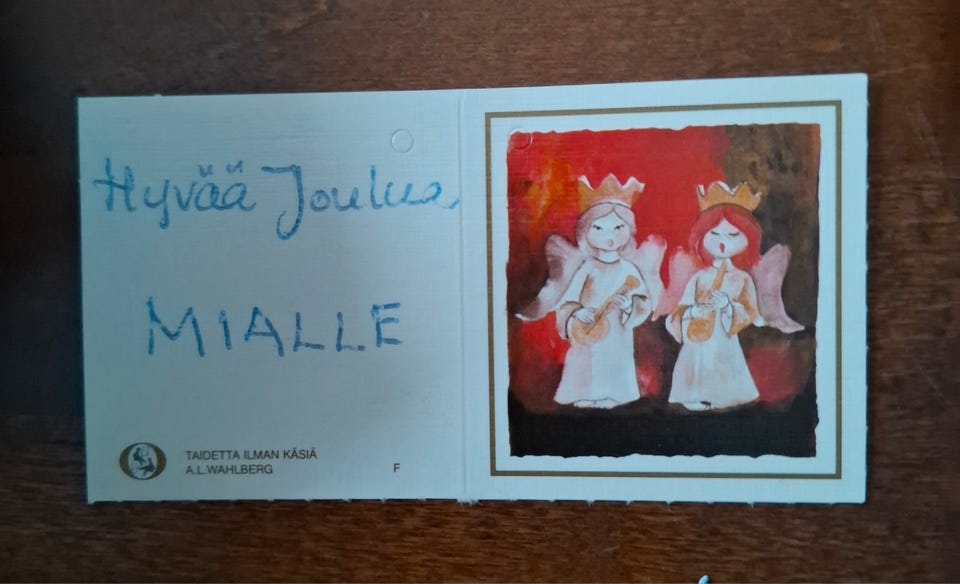 Hyvää Joulua,
MIALLE
TAIDETTA ILMAN KÄSIÄ
A.L.WAHLBERG
F